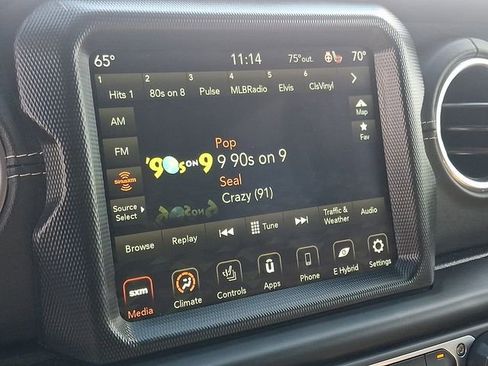 65° 11:14 75° out. 70°
1 2 3 4 5 6
Hits 1 80s on 8 Pulse MLBRadio Elvis ClsVinyl
AM
Map
Pop
Fav
FM
'90s ON 9 9 90s on 9
Seal
SiriusXM
Crazy (91)
Source
Select
Browse Replay Tune Traffic & Weather Audio
sxm ü
Media Climate Controls Apps Phone E Hybrid Settings